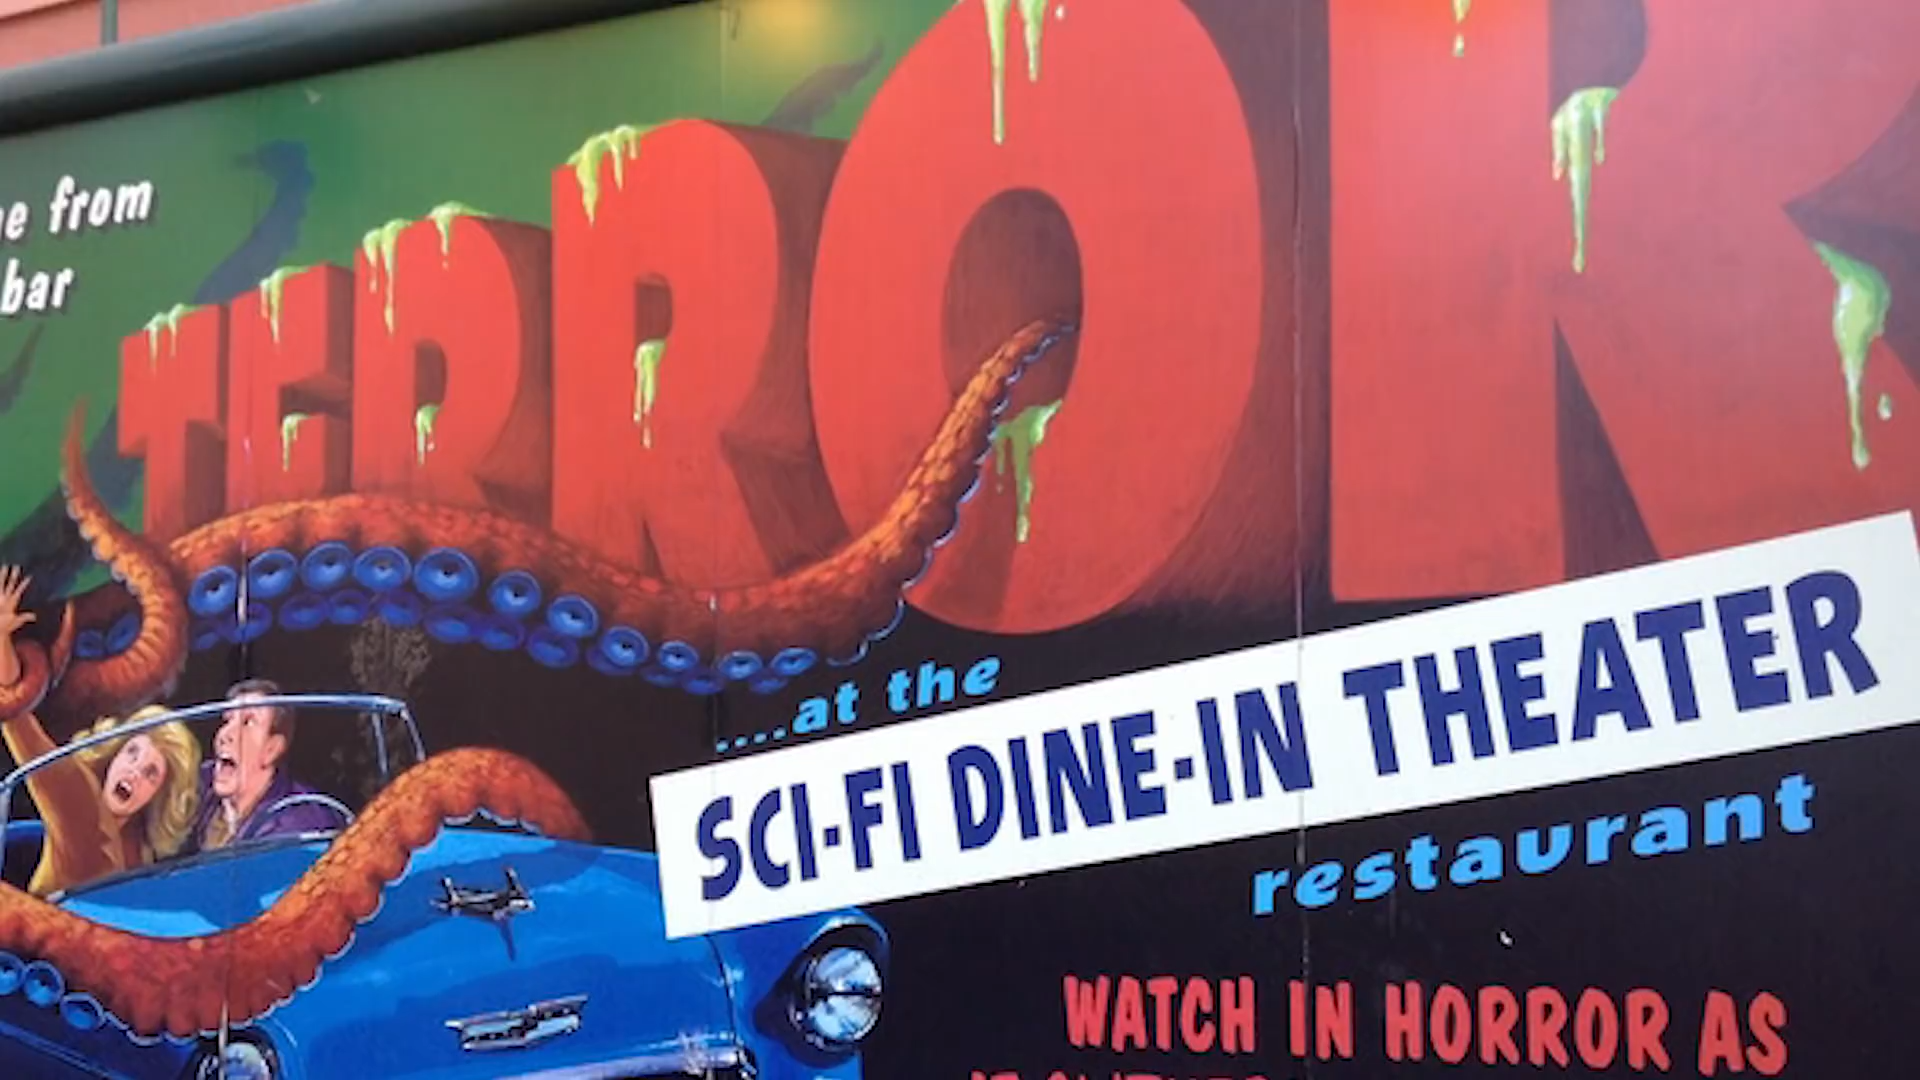 from
bar
TERROR
....at the
SCI-FI DINE-IN THEATER
restaurant
WATCH IN HORROR AS